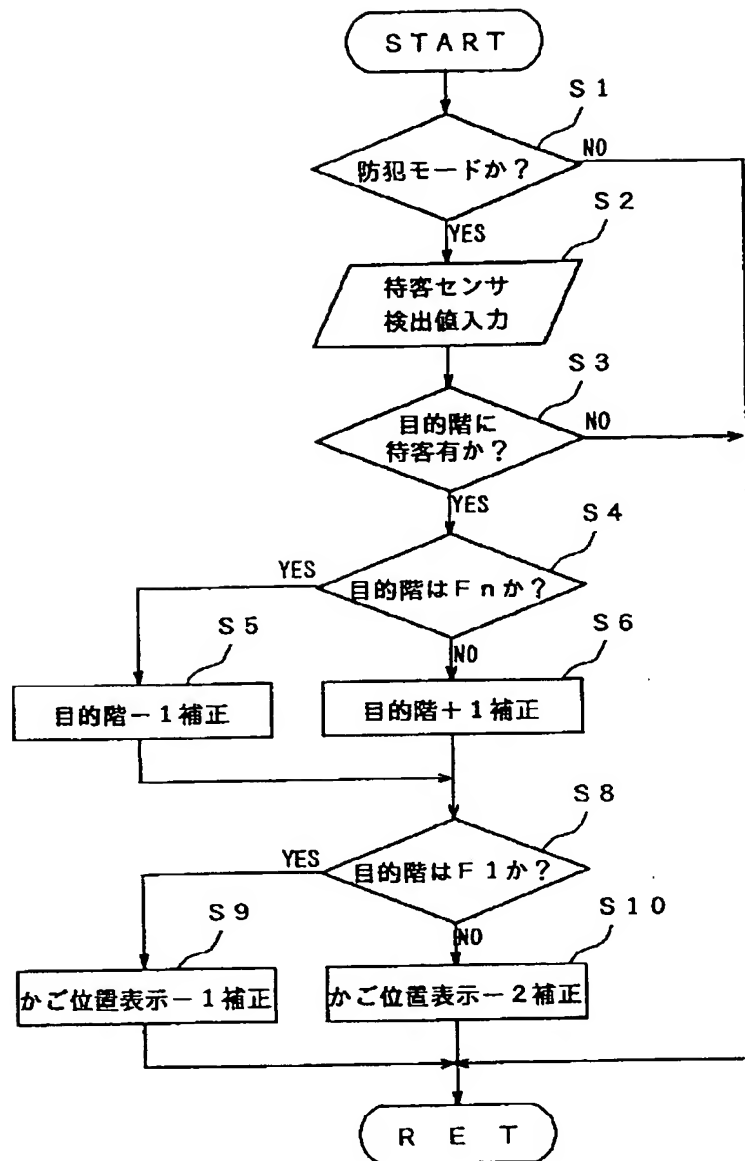 START
S1
防犯モードか？
NO
YES
S2
待客センサ
検出値入力
S3
目的階に
待客有か？
NO
YES
S4
目的階はFnか？
YES
NO
S5
目的階－1補正
S6
目的階＋1補正
S8
目的階はF1か？
YES
NO
S9
かご位置表示－1補正
S10
かご位置表示－2補正
RET